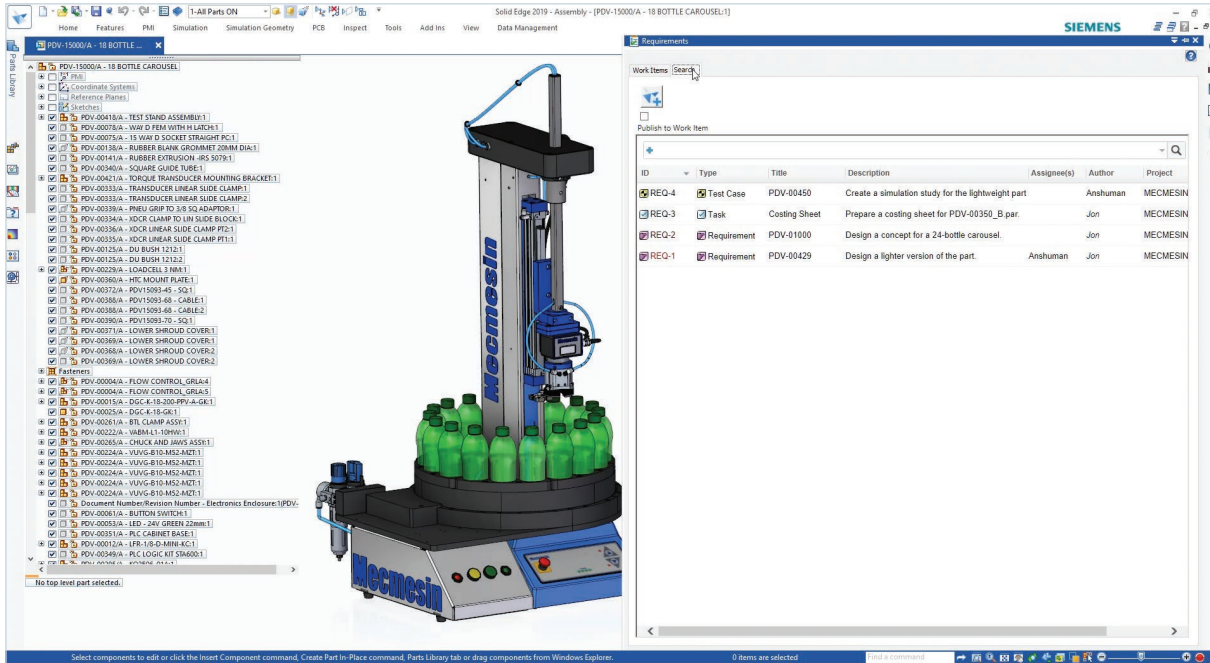 1-All Parts ON
Solid Edge 2019 - Assembly - [PDV-15000/A - 18 BOTTLE CAROUSEL:1]
Home Features PMI Simulation Simulation Geometry PCB Inspect Tools Add Ins View Data Management
SIEMENS
PDV-15000/A - 18 BOTTLE ...
Parts Library
PDV-15000/A - 18 BOTTLE CAROUSEL
PMI
Coordinate Systems
Reference Planes
Sketches
PDV-00418/A - TEST STAND ASSEMBLY:1
PDV-00078/A - WAY D FEM WITH H LATCH:1
PDV-00075/A - 15 WAY D SOCKET STRAIGHT PC:1
PDV-00138/A - RUBBER BLANK GROMMET 20MM DIA:1
PDV-00141/A - RUBBER EXTRUSION -IRS 5079:1
PDV-00340/A - SQUARE GUIDE TUBE:1
PDV-00421/A - TORQUE TRANSDUCER MOUNTING BRACKET:1
PDV-00333/A - TRANSDUCER LINEAR SLIDE CLAMP:1
PDV-00333/A - TRANSDUCER LINEAR SLIDE CLAMP:2
PDV-00339/A - PNEU GRIP TO 3/8 SQ ADAPTOR:1
PDV-00334/A - XDCR CLAMP TO LIN SLIDE BLOCK:1
PDV-00336/A - XDCR LINEAR SLIDE CLAMP PT2:1
PDV-00335/A - XDCR LINEAR SLIDE CLAMP PT1:1
PDV-00125/A - DU BUSH 1212:1
PDV-00125/A - DU BUSH 1212:2
PDV-00229/A - LOADCELL 3 NM:1
PDV-00360/A - HTC MOUNT PLATE:1
PDV-00372/A - PDV15093-45 - SQ:1
PDV-00388/A - PDV15093-68 - CABLE:1
PDV-00388/A - PDV15093-68 - CABLE:2
PDV-00390/A - PDV15093-70 - SQ:1
PDV-00371/A - LOWER SHROUD COVER:1
PDV-00369/A - LOWER SHROUD COVER:1
PDV-00368/A - LOWER SHROUD COVER:2
PDV-00369/A - LOWER SHROUD COVER:2
Fasteners
PDV-00004/A - FLOW CONTROL_GRLA:4
PDV-00004/A - FLOW CONTROL_GRLA:5
PDV-00015/A - DGC-K-18-200-PPV-A-GK:1
PDV-00025/A - DGC-K-18-GK:1
PDV-00261/A - BTL CLAMP ASSY:1
PDV-00222/A - VABM-L1-10HW:1
PDV-00265/A - CHUCK AND JAWS ASSY:1
PDV-00224/A - VUVG-B10-M52-MZT:1
PDV-00224/A - VUVG-B10-M52-MZT:1
PDV-00224/A - VUVG-B10-M52-MZT:1
PDV-00224/A - VUVG-B10-M52-MZT:1
Document Number/Revision Number - Electronics Enclosure:1(PDV-
PDV-00061/A - BUTTON SWITCH:1
PDV-00053/A - LED - 24V GREEN 22mm:1
PDV-00351/A - PLC CABINET BASE:1
PDV-00012/A - LFR-1/8-D-MINI-KC:1
PDV-00349/A - PLC LOGIC KIT STA600:1
No top level part selected.
Mecmesin
Mecmesin
Requirements
Work Items Search
Publish to Work Item
ID Type Title Description Assignee(s) Author Project
REQ-4 Test Case PDV-00450 Create a simulation study for the lightweight part Anshuman MECMESIN
REQ-3 Task Costing Sheet Prepare a costing sheet for PDV-00350_B.par. Jon MECMESIN
REQ-2 Requirement PDV-01000 Design a concept for a 24-bottle carousel. Jon MECMESIN
REQ-1 Requirement PDV-00429 Design a lighter version of the part. Anshuman Jon MECMESIN
Select components to edit or click the Insert Component command, Create Part In-Place command, Parts Library tab or drag components from Windows Explorer.
0 items are selected
Find a command